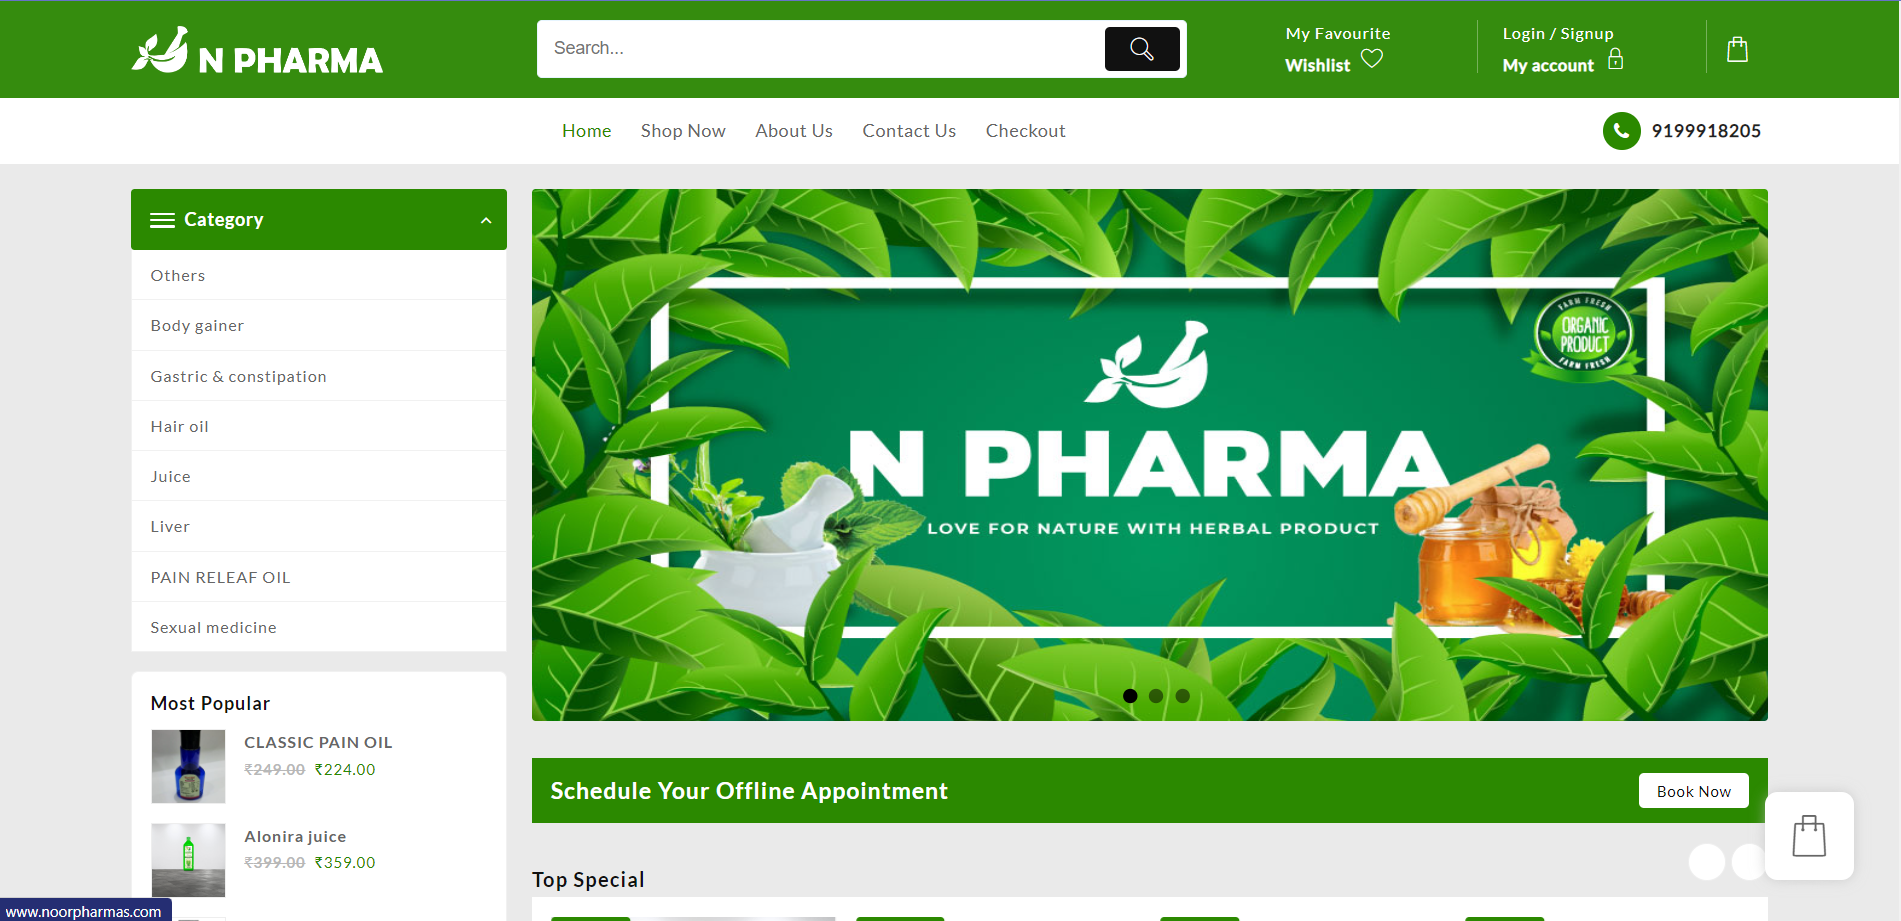 N PHARMA
Search...
My Favourite
Wishlist
Login / Signup
My account
Home Shop Now About Us Contact Us Checkout
9199918205
Category
Others
Body gainer
Gastric & constipation
Hair oil
Juice
Liver
PAIN RELEAF OIL
Sexual medicine
Most Popular
CLASSIC PAIN OIL
₹249.00 ₹224.00
Alonira juice
₹399.00 ₹359.00
FARM FRESH
ORGANIC
PRODUCT
FARM FRESH
N PHARMA
LOVE FOR NATURE WITH HERBAL PRODUCT
Schedule Your Offline Appointment
Book Now
Top Special
www.noorpharmas.com